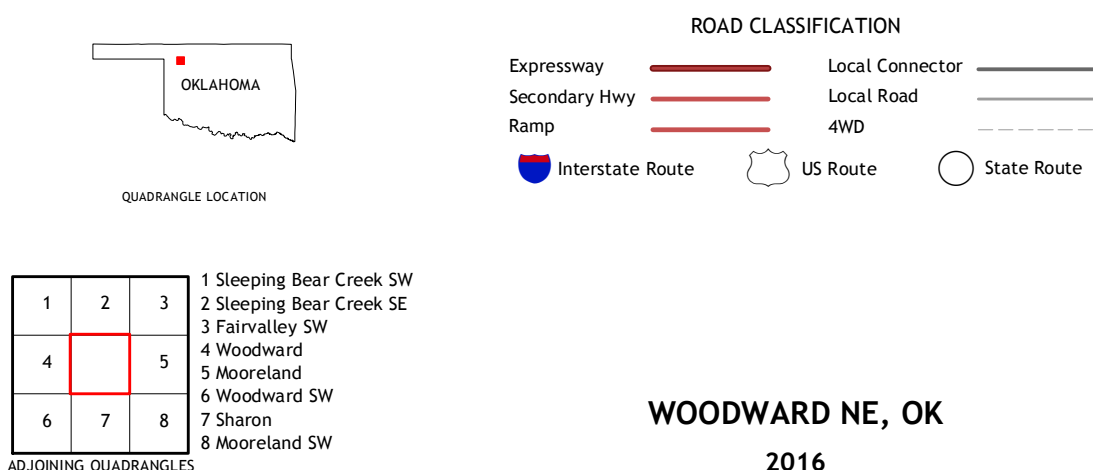 OKLAHOMA
QUADRANGLE LOCATION
ROAD CLASSIFICATION
Expressway
Local Connector
Secondary Hwy
Local Road
Ramp
4WD
Interstate Route
US Route
State Route
1 2 3
4 5
6 7 8
ADJOINING QUADRANGLES
1 Sleeping Bear Creek SW
2 Sleeping Bear Creek SE
3 Fairvalley SW
4 Woodward
5 Mooreland
6 Woodward SW
7 Sharon
8 Mooreland SW
WOODWARD NE, OK
2016